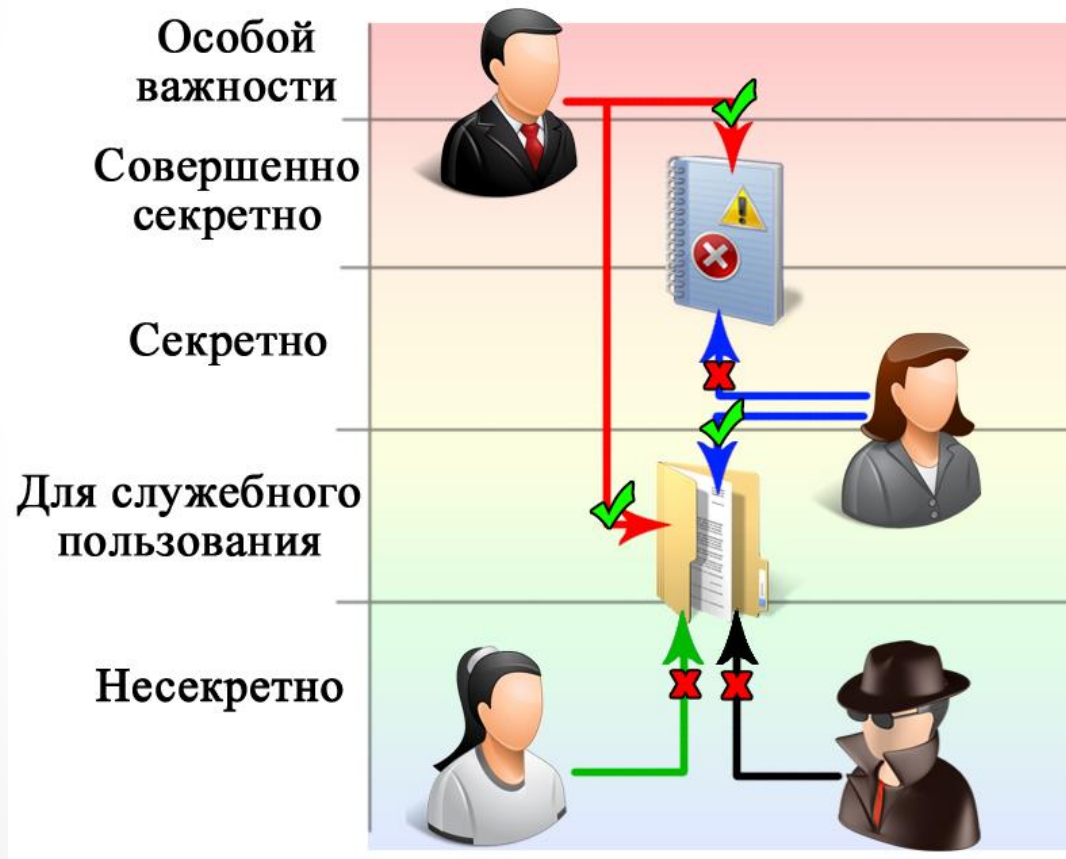 Особой
важности
Совершенно
секретно
Секретно
Для служебного
пользования
Несекретно